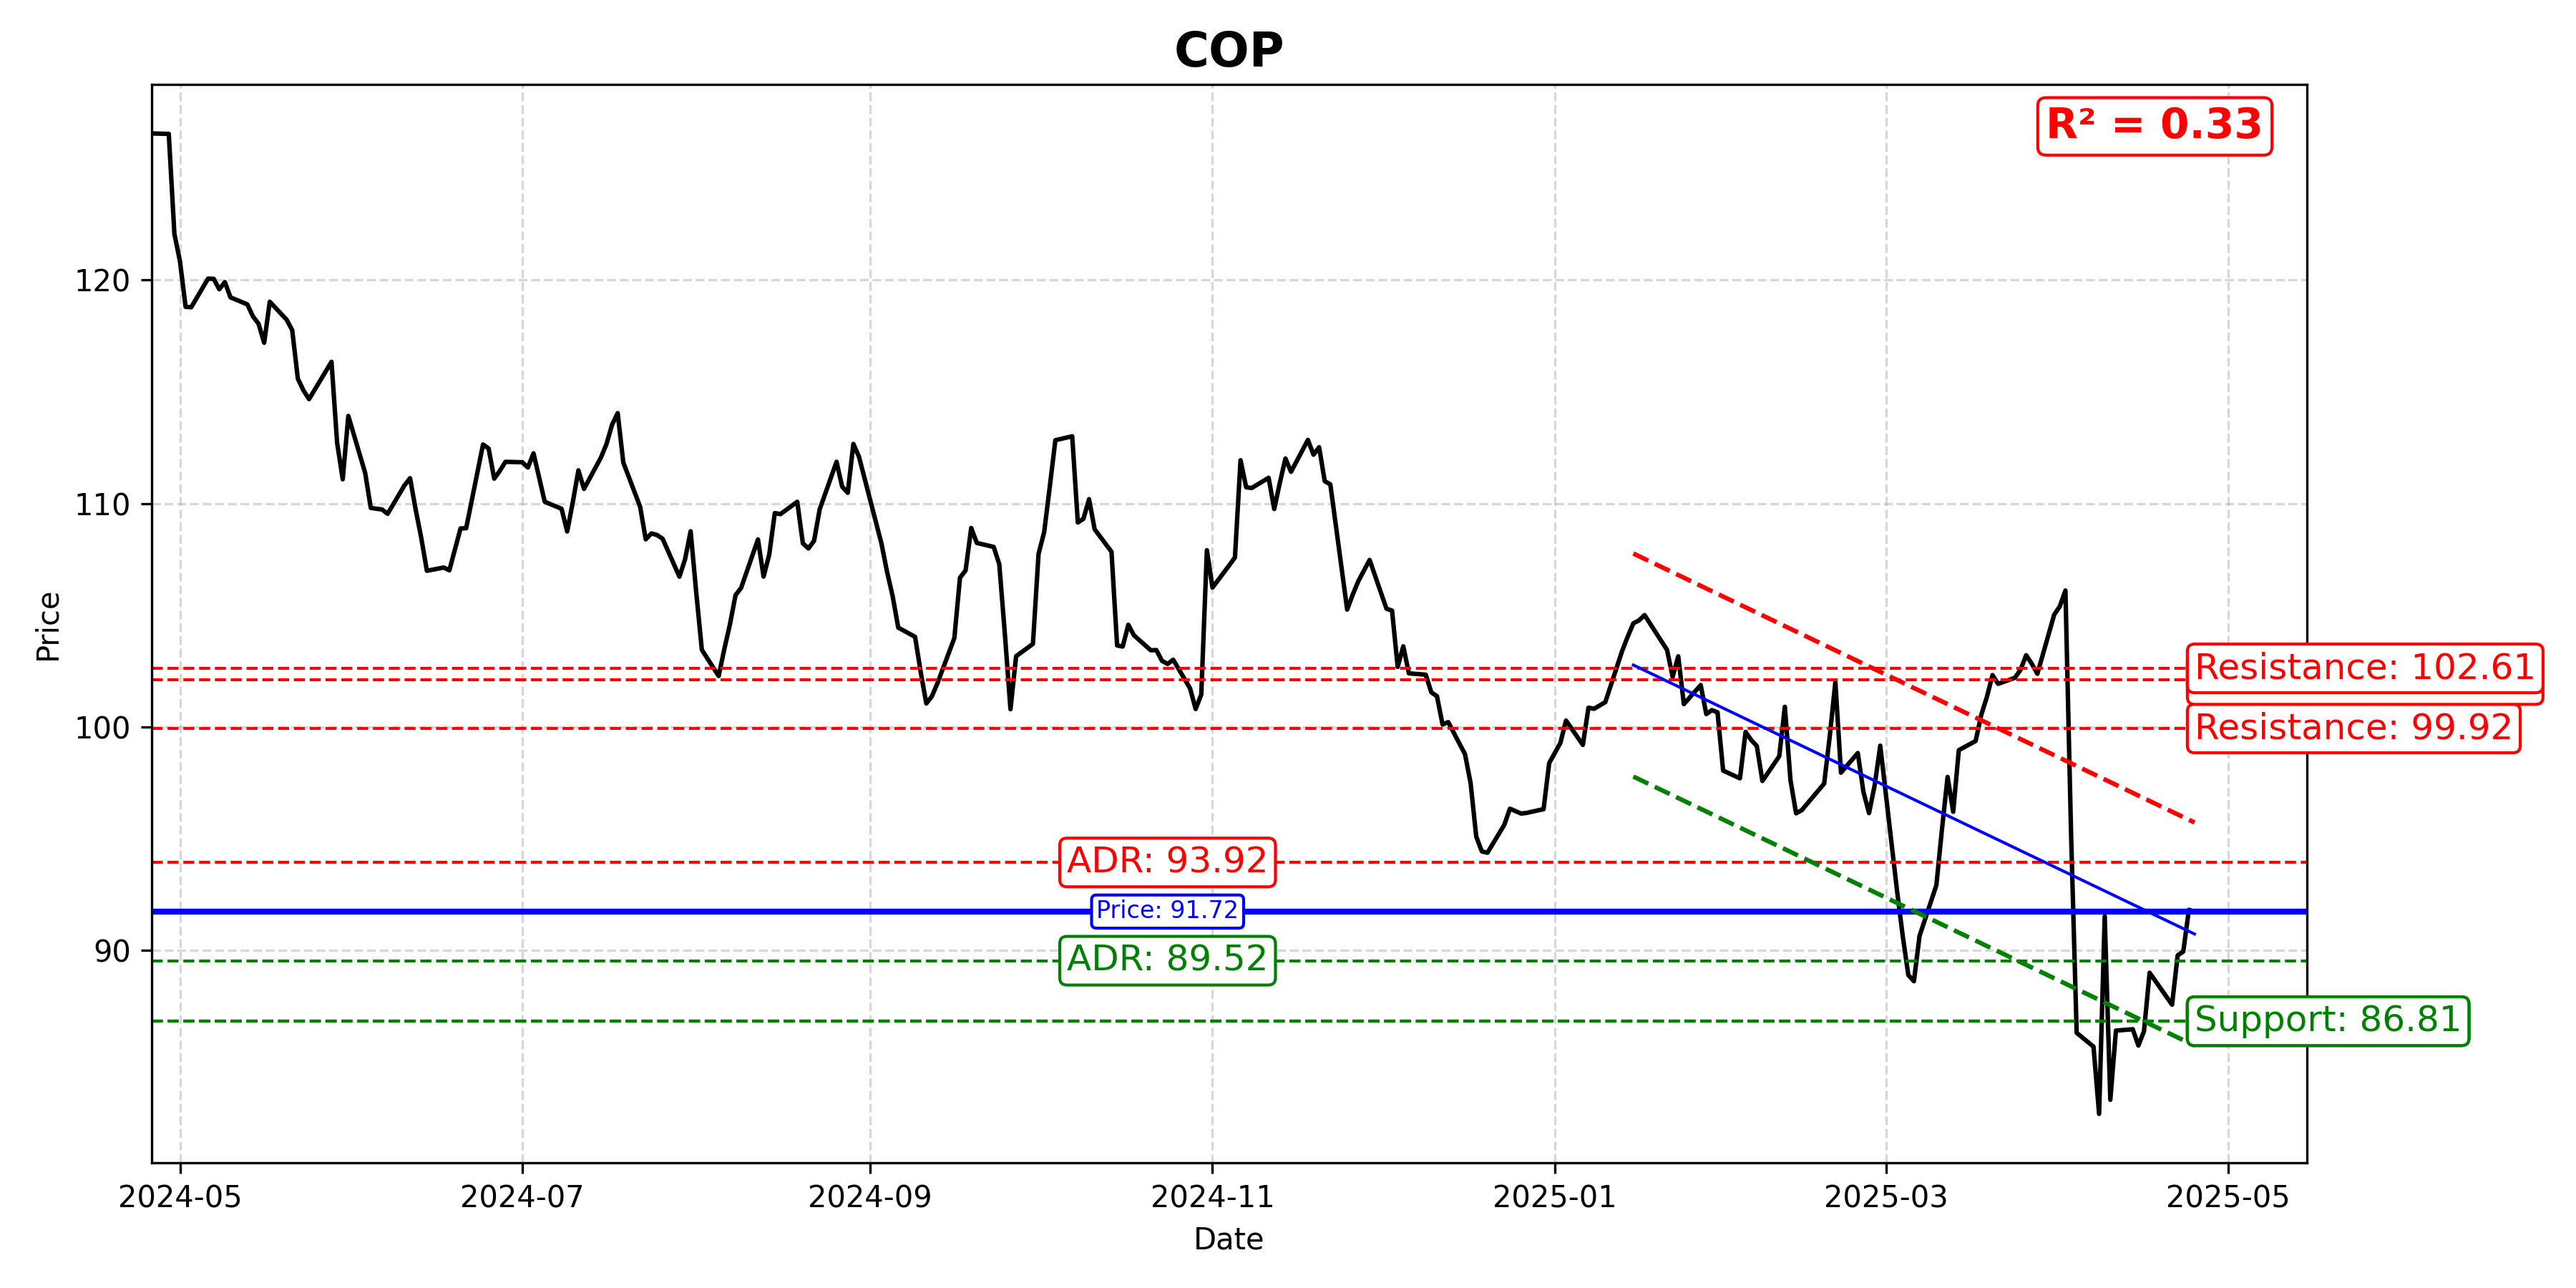 COP
R² = 0.33
120
110
100
90
Price
Resistance: 102.61
Resistance: 99.92
ADR: 93.92
Price: 91.72
ADR: 89.52
Support: 86.81
2024-05
2024-07
2024-09
2024-11
2025-01
2025-03
2025-05
Date